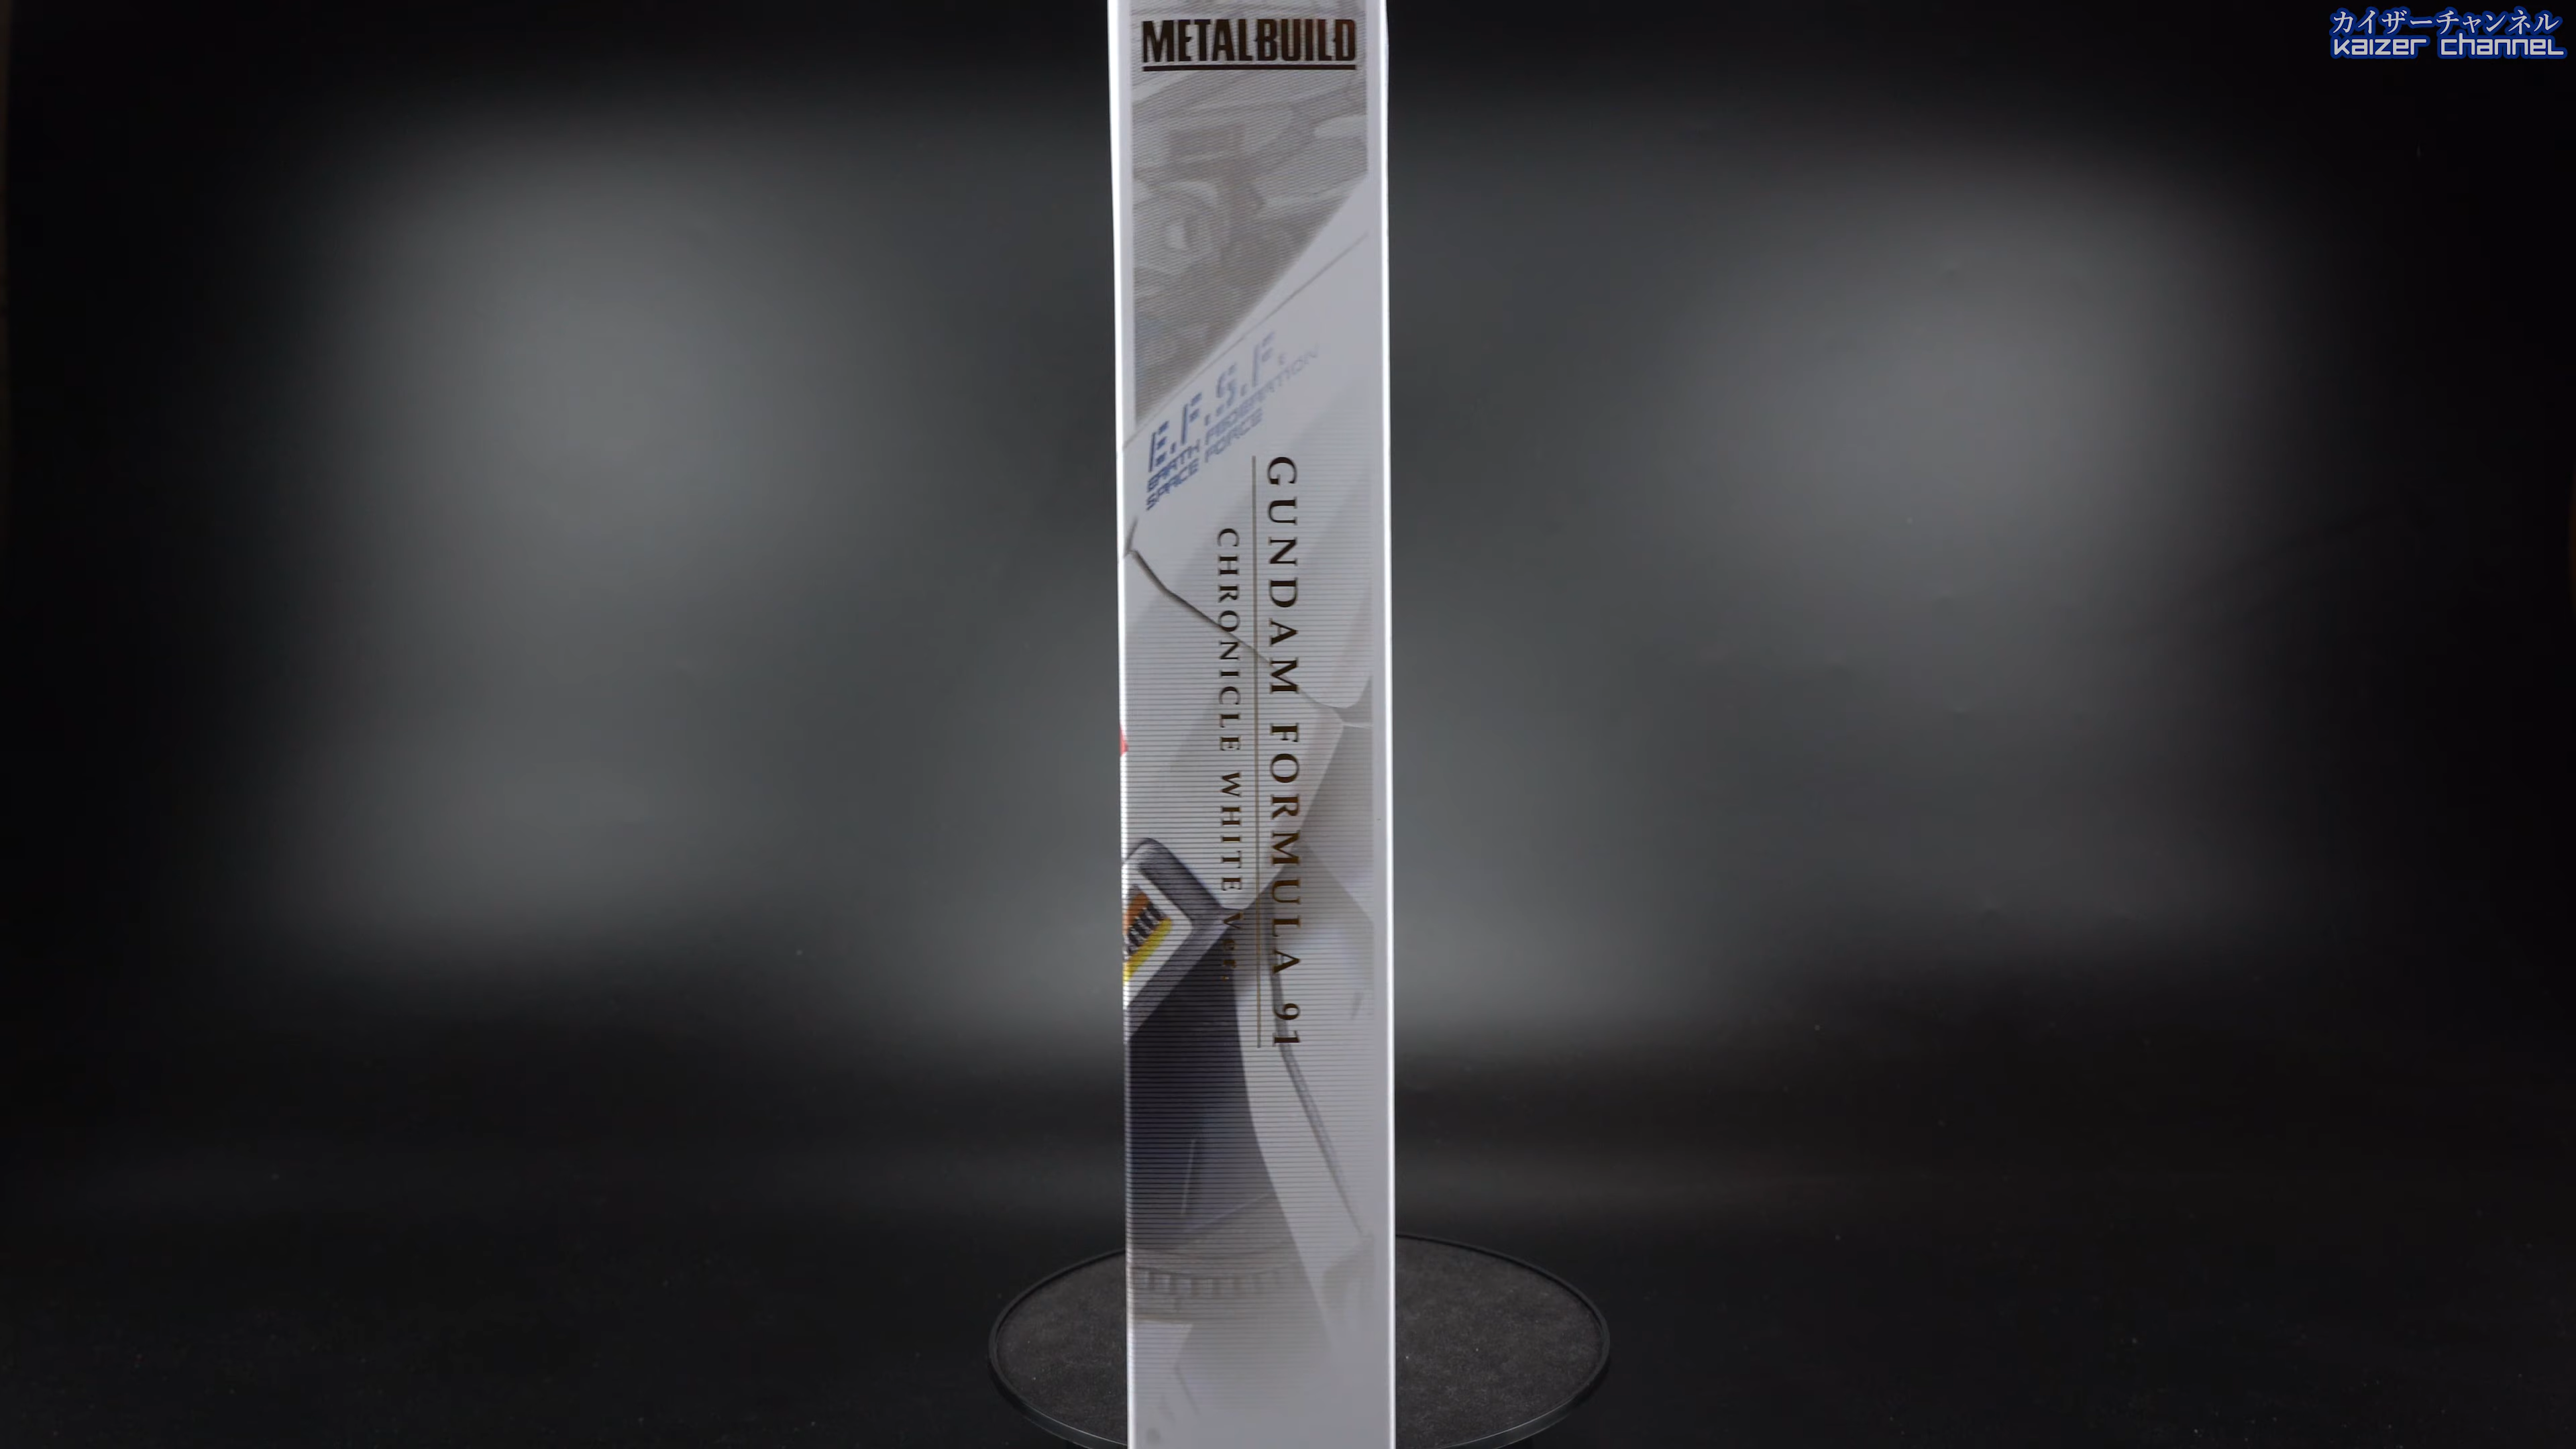 カイザーチャンネル
kaizer channel
METALBUILD
E.F.S.F.
EARTH FEDERATION
SPACE FORCE
GUNDAM FORMULA 91
CHRONICLE WHITE Ver.